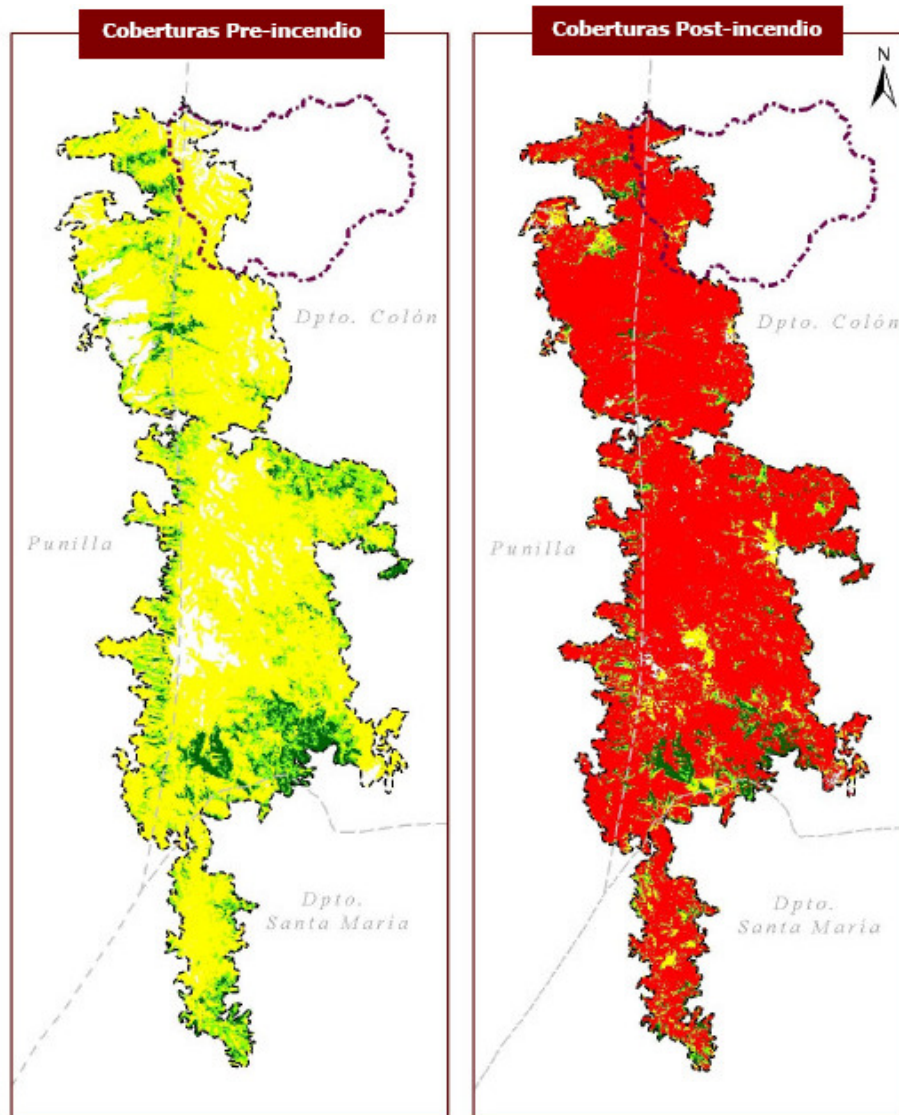 Coberturas Pre-incendio
Dpto. Colón
Punilla
Dpto.
Santa María
Coberturas Post-incendio
N
Dpto. Colón
Punilla
Dpto.
Santa María